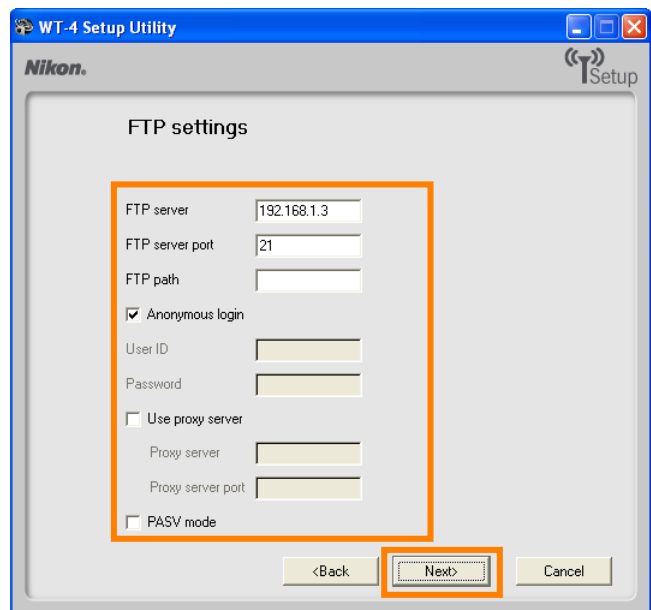 WT-4 Setup Utility
Nikon.
Setup
FTP settings
FTP server 192.168.1.3
FTP server port 21
FTP path
Anonymous login
User ID
Password
Use proxy server
Proxy server
Proxy server port
PASV mode
<Back Next> Cancel